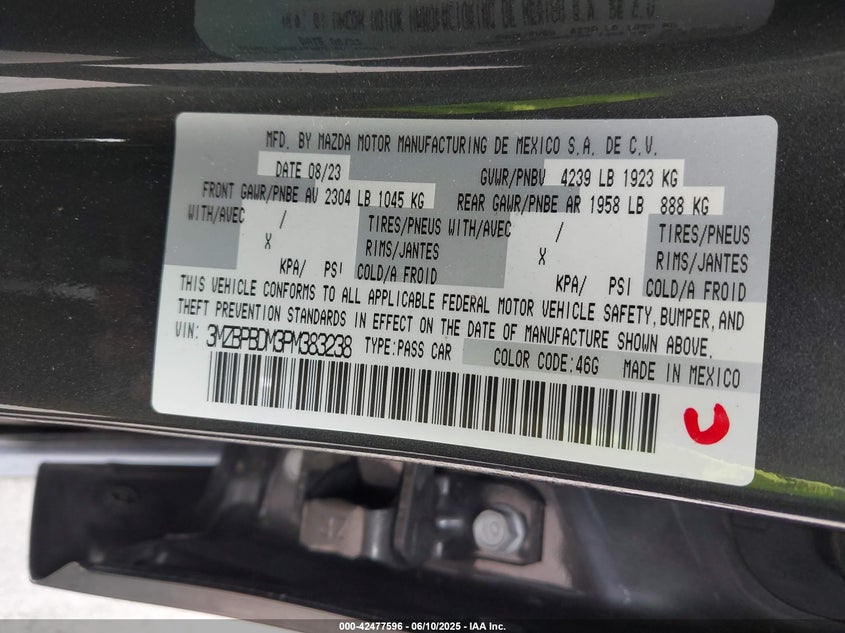 MFD. BY MAZDA MOTOR MANUFACTURING DE MEXICO S.A. DE C.V.
DATE 08/23 GVWR/PNBV 4239 LB 1923 KG
FRONT GAWR/PNBE AV 2304 LB 1045 KG REAR GAWR/PNBE AR 1958 LB 888 KG
WITH/AVEC / TIRES/PNEUS WITH/AVEC / TIRES/PNEUS
X RIMS/JANTES X RIMS/JANTES
KPA/ PSI COLD/A FROID KPA/ PSI COLD/A FROID
THIS VEHICLE CONFORMS TO ALL APPLICABLE FEDERAL MOTOR VEHICLE SAFETY, BUMPER, AND
THEFT PREVENTION STANDARDS IN EFFECT ON THE DATE OF MANUFACTURE SHOWN ABOVE.
VIN: 3MZBPBDM3PM383238 TYPE:PASS CAR COLOR CODE:46G MADE IN MEXICO
000-42477596 - 06/10/2025 - IAA Inc.